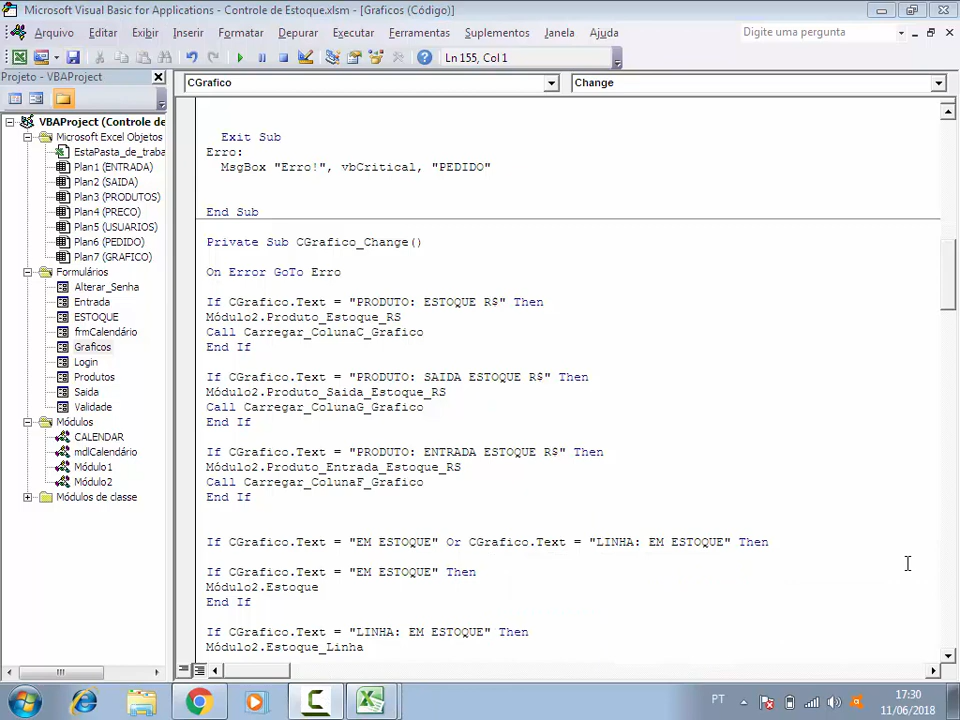 Microsoft Visual Basic for Applications - Controle de Estoque.xlsm - [Graficos (Código)]
Arquivo Editar Exibir Inserir Formatar Depurar Executar Ferramentas Suplementos Janela Ajuda Digite uma pergunta
Ln 155, Col 1
Projeto - VBAProject
CGrafico Change
VBAProject (Controle de
Microsoft Excel Objetos
EstaPasta_de_traba
Plan1 (ENTRADA)
Plan2 (SAIDA)
Plan3 (PRODUTOS)
Plan4 (PRECO)
Plan5 (USUARIOS)
Plan6 (PEDIDO)
Plan7 (GRAFICO)
Formulários
Alterar_Senha
Entrada
ESTOQUE
frmCalendário
Graficos
Login
Produtos
Saida
Validade
Módulos
CALENDAR
mdlCalendário
Módulo1
Módulo2
Módulos de classe
Exit Sub
Erro:
MsgBox "Erro!", vbCritical, "PEDIDO"
End Sub
Private Sub CGrafico_Change()
On Error GoTo Erro
If CGrafico.Text = "PRODUTO: ESTOQUE R$" Then
Módulo2.Produto_Estoque_RS
Call Carregar_ColunaC_Grafico
End If
If CGrafico.Text = "PRODUTO: SAIDA ESTOQUE R$" Then
Módulo2.Produto_Saida_Estoque_RS
Call Carregar_ColunaG_Grafico
End If
If CGrafico.Text = "PRODUTO: ENTRADA ESTOQUE R$" Then
Módulo2.Produto_Entrada_Estoque_RS
Call Carregar_ColunaF_Grafico
End If
If CGrafico.Text = "EM ESTOQUE" Or CGrafico.Text = "LINHA: EM ESTOQUE" Then
If CGrafico.Text = "EM ESTOQUE" Then
Módulo2.Estoque
End If
If CGrafico.Text = "LINHA: EM ESTOQUE" Then
Módulo2.Estoque_Linha
PT
17:30
11/06/2018